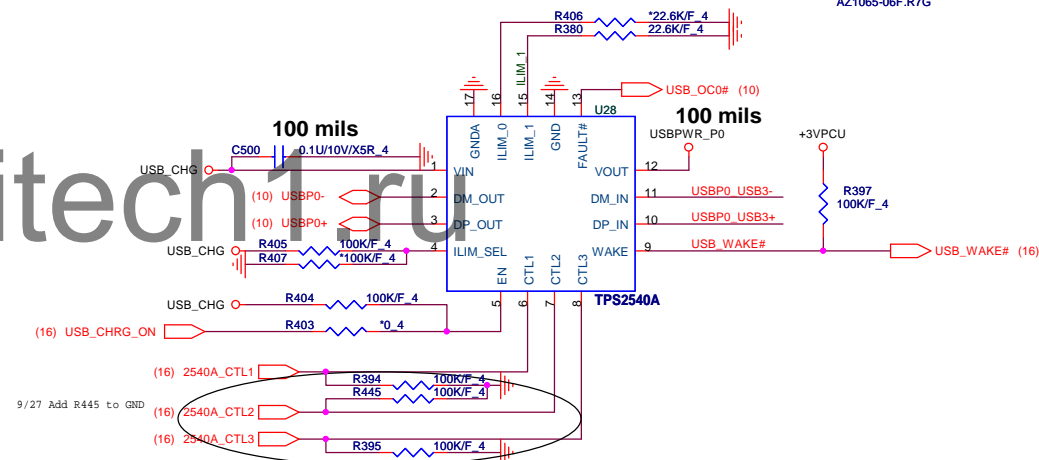 AZ1065-06F.R7G
R406 *22.6K/F_4
R380 22.6K/F_4
ILIM_1
17 16 15 14 13
USB_OC0# (10)
U28
100 mils
100 mils
USBPWR_P0
+3VPCU
GNDA ILIM_0 ILIM_1 GND FAULT#
C500 0.1U/10V/X5R_4
USB_CHG
1 VIN VOUT 12
(10) USBP0- 2 DM_OUT DM_IN 11 USBP0_USB3-
R397
100K/F_4
itech1.ru
(10) USBP0+ 3 DP_OUT DP_IN 10 USBP0_USB3+
USB_CHG R405 100K/F_4 4 ILIM_SEL WAKE 9 USB_WAKE# USB_WAKE# (16)
R407 *100K/F_4
EN CTL1 CTL2 CTL3
5 6 7 8
TPS2540A
USB_CHG R404 100K/F_4
(16) USB_CHRG_ON R403 *0_4
(16) 2540A_CTL1
R394 100K/F_4
R445 100K/F_4
9/27 Add R445 to GND
(16) 2540A_CTL2
(16) 2540A_CTL3
R395 100K/F_4